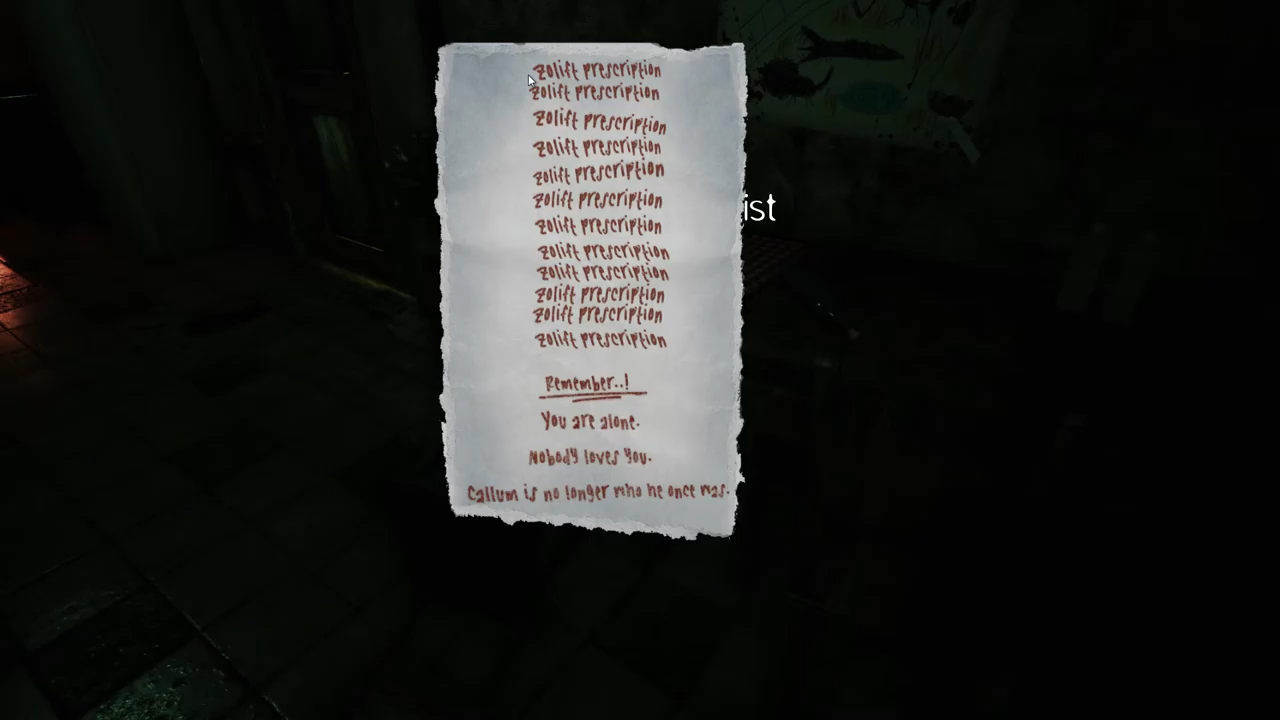 Zolift prescription
Zolift prescription
Zolift prescription
Zolift prescription
Zolift prescription
Zolift prescription
Zolift prescription
Zolift prescription
Zolift prescription
Zolift prescription
Zolift prescription
Zolift prescription
ist
Remember..!
You are alone.
Nobody loves you.
Callum is no longer who he once was.